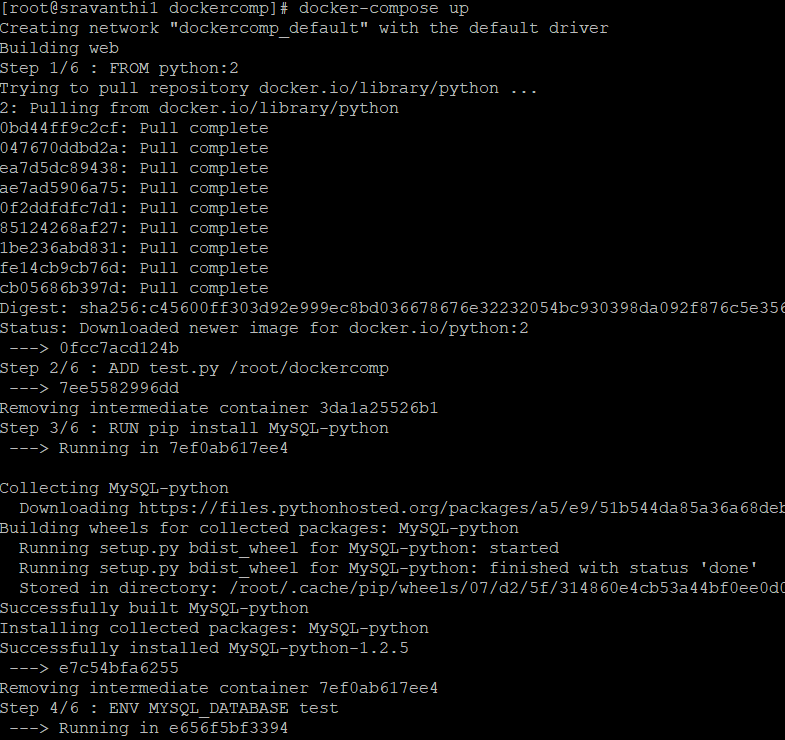 [root@sravanthi1 dockercomp]# docker-compose up
Creating network "dockercomp_default" with the default driver
Building web
Step 1/6 : FROM python:2
Trying to pull repository docker.io/library/python ...
2: Pulling from docker.io/library/python
0bd44ff9c2cf: Pull complete
047670ddbd2a: Pull complete
ea7d5dc89438: Pull complete
ae7ad5906a75: Pull complete
0f2ddfdfc7d1: Pull complete
85124268af27: Pull complete
1be236abd831: Pull complete
fe14cb9cb76d: Pull complete
cb05686b397d: Pull complete
Digest: sha256:c45600ff303d92e999ec8bd036678676e32232054bc930398da092f876c5e356
Status: Downloaded newer image for docker.io/python:2
 ---> 0fcc7acd124b
Step 2/6 : ADD test.py /root/dockercomp
 ---> 7ee5582996dd
Removing intermediate container 3da1a25526b1
Step 3/6 : RUN pip install MySQL-python
 ---> Running in 7ef0ab617ee4
Collecting MySQL-python
  Downloading https://files.pythonhosted.org/packages/a5/e9/51b544da85a36a68deb
Building wheels for collected packages: MySQL-python
  Running setup.py bdist_wheel for MySQL-python: started
  Running setup.py bdist_wheel for MySQL-python: finished with status 'done'
  Stored in directory: /root/.cache/pip/wheels/07/d2/5f/314860e4cb53a44bf0ee0d0
Successfully built MySQL-python
Installing collected packages: MySQL-python
Successfully installed MySQL-python-1.2.5
 ---> e7c54bfa6255
Removing intermediate container 7ef0ab617ee4
Step 4/6 : ENV MYSQL_DATABASE test
 ---> Running in e656f5bf3394